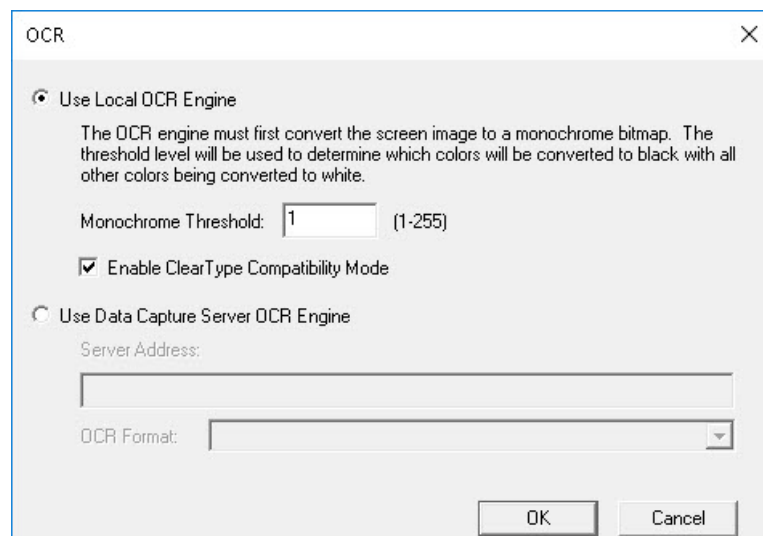 OCR
Use Local OCR Engine
The OCR engine must first convert the screen image to a monochrome bitmap. The
threshold level will be used to determine which colors will be converted to black with all
other colors being converted to white.
Monochrome Threshold: 1 (1-255)
Enable ClearType Compatibility Mode
Use Data Capture Server OCR Engine
Server Address:
OCR Format:
OK Cancel